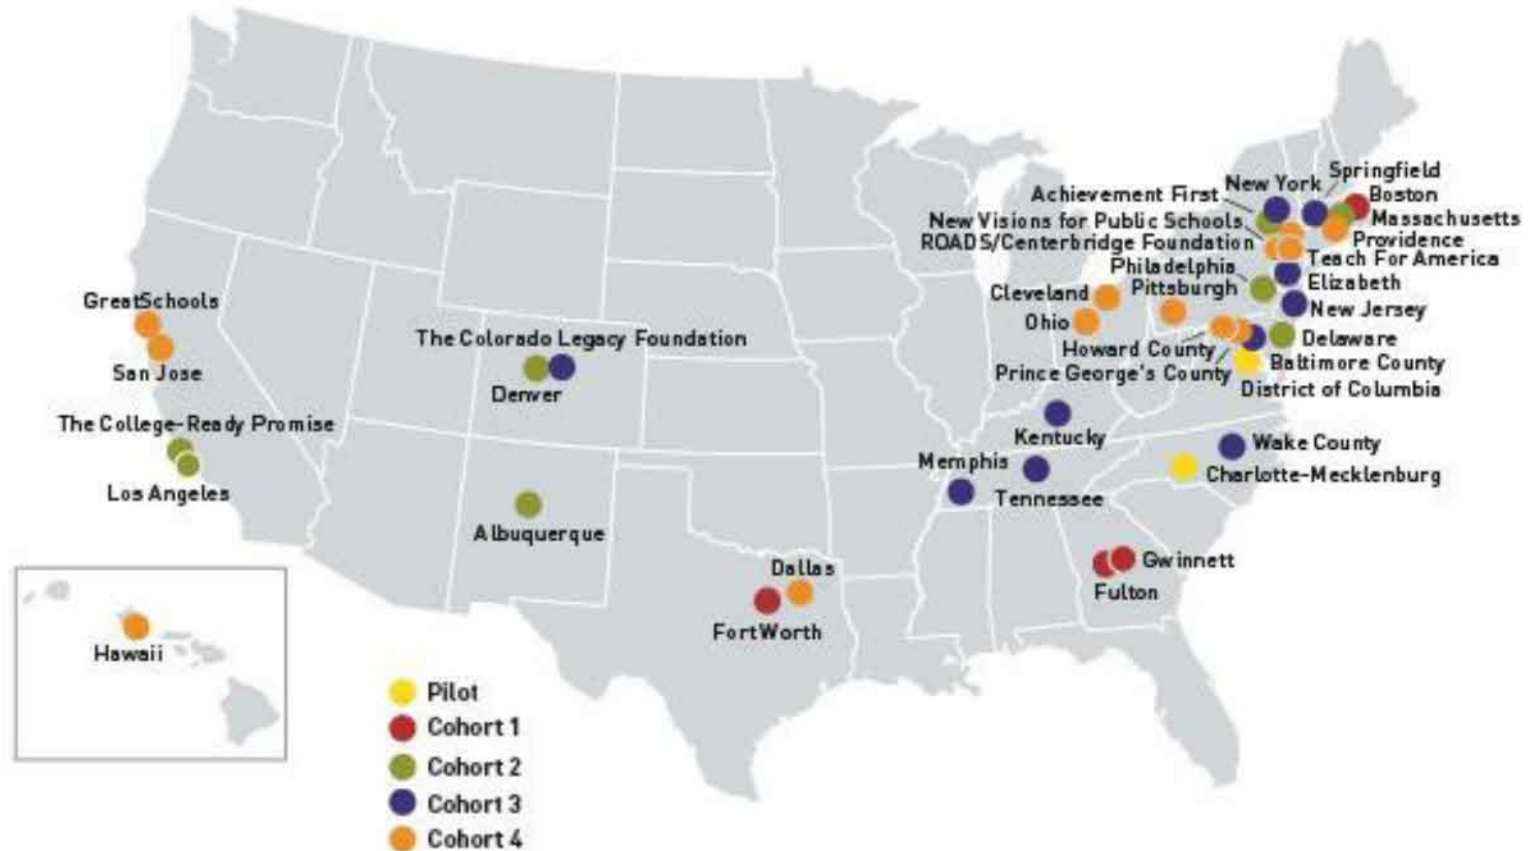 Springfield
New York
Boston
Achievement First
Massachusetts
New Visions for Public Schools
Providence
ROADS/Centerbridge Foundation
Teach For America
Philadelphia
Elizabeth
Pittsburgh
Cleveland
New Jersey
Ohio
Delaware
Howard County
Baltimore County
Prince George's County
District of Columbia
GreatSchools
San Jose
The Colorado Legacy Foundation
Denver
The College-Ready Promise
Los Angeles
Kentucky
Wake County
Memphis
Charlotte-Mecklenburg
Tennessee
Albuquerque
Gwinnett
Fulton
Dallas
Fort Worth
Hawaii
Pilot
Cohort 1
Cohort 2
Cohort 3
Cohort 4